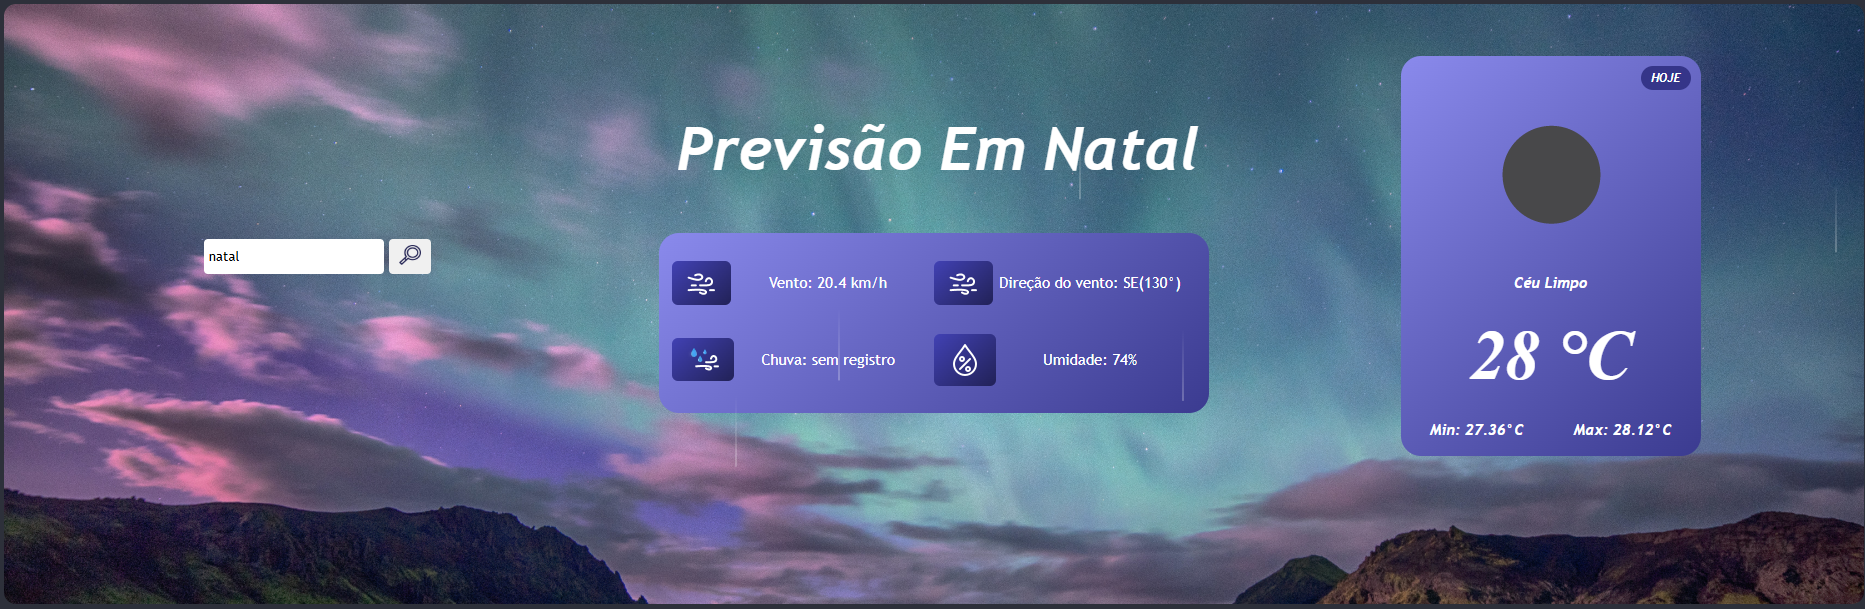 HOJE
Previsão Em Natal
natal
Vento: 20.4 km/h
Direção do vento: SE(130°)
Chuva: sem registro
Umidade: 74%
Céu Limpo
28 °C
Min: 27.36°C
Max: 28.12°C